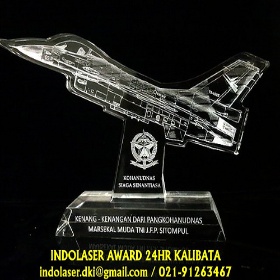 KOHANUDNAS
SIAGA SENANTIASA
KENANG - KENANGAN DARI PANGKOHANUDNAS
MARSEKAL MUDA TNI J.F.P. SITOMPUL
INDOLASER AWARD 24HR KALIBATA
indolaser.dki@gmail.com / 021-91263467